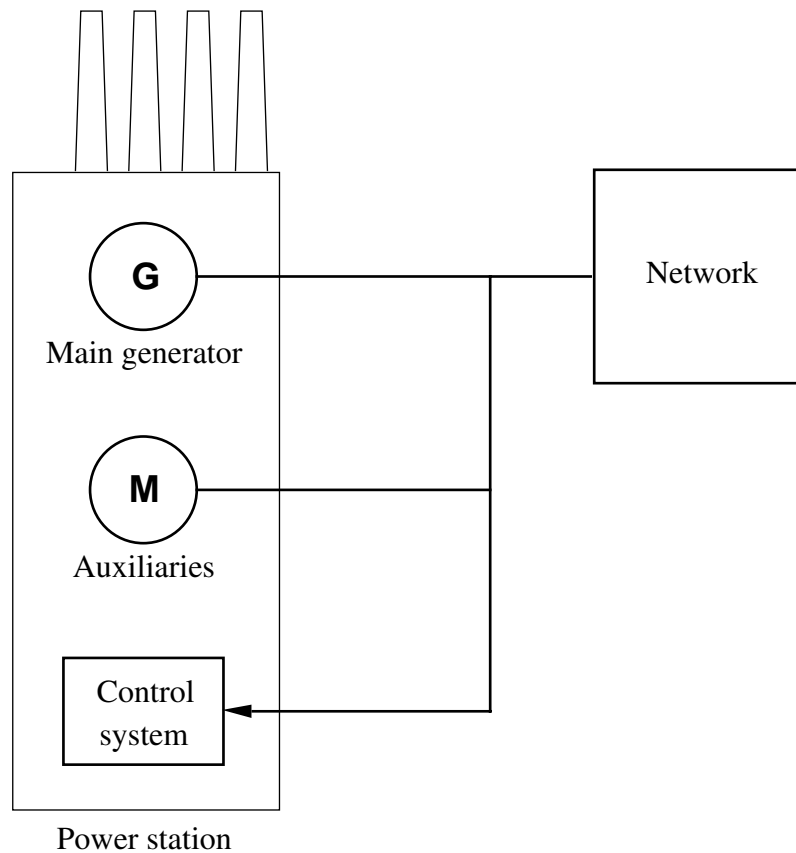 G
Main generator
Network
M
Auxiliaries
Control
system
Power station